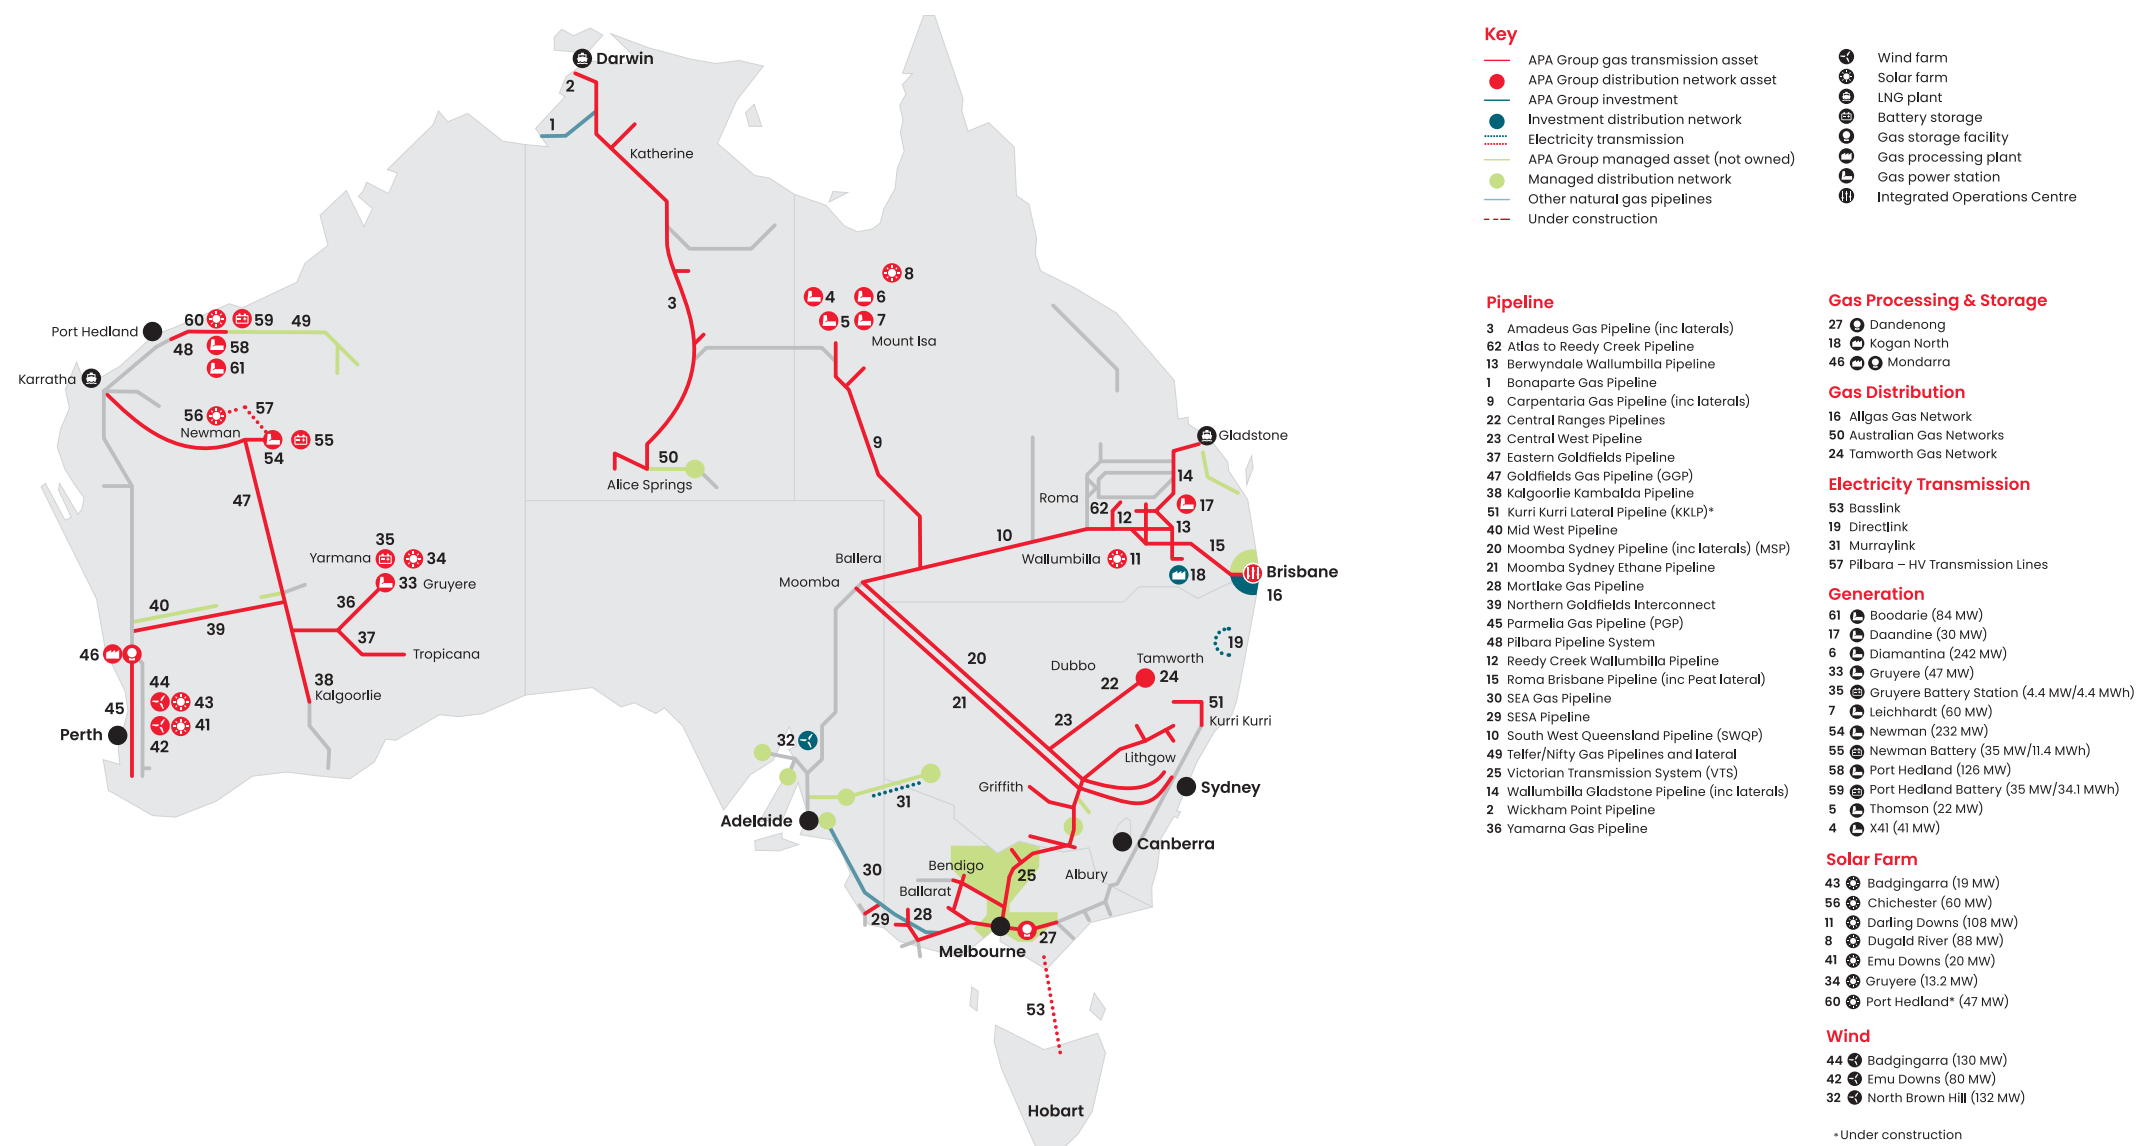 Darwin
2
1
Katherine
3
8
4
6
5
7
Mount Isa
60
59
49
Port Hedland
48
58
61
Karratha
56
57
Newman
55
54
9
50
Alice Springs
47
Gladstone
14
Roma
62
12
17
13
10
15
35
Yarmana
34
33 Gruyere
Ballera
Wallumbilla
11
18
Brisbane
Moomba
16
40
36
39
37
19
46
Tropicana
20
Dubbo
Tamworth
22
24
44
38
Kalgoorlie
43
21
51
45
23
Kurri Kurri
41
Perth
42
32
Lithgow
Griffith
Sydney
31
Adelaide
Canberra
30
Bendigo
25
Albury
Ballarat
29
28
27
Melbourne
53
Hobart
Key
APA Group gas transmission asset
APA Group distribution network asset
APA Group investment
Investment distribution network
Electricity transmission
APA Group managed asset (not owned)
Managed distribution network
Other natural gas pipelines
Under construction
Wind farm
Solar farm
LNG plant
Battery storage
Gas storage facility
Gas processing plant
Gas power station
Integrated Operations Centre
Pipeline
3 Amadeus Gas Pipeline (inc laterals)
62 Atlas to Reedy Creek Pipeline
13 Berwyndale Wallumbilla Pipeline
1 Bonaparte Gas Pipeline
9 Carpentaria Gas Pipeline (inc laterals)
22 Central Ranges Pipelines
23 Central West Pipeline
37 Eastern Goldfields Pipeline
47 Goldfields Gas Pipeline (GGP)
38 Kalgoorlie Kambalda Pipeline
51 Kurri Kurri Lateral Pipeline (KKLP)*
40 Mid West Pipeline
20 Moomba Sydney Pipeline (inc laterals) (MSP)
21 Moomba Sydney Ethane Pipeline
28 Mortlake Gas Pipeline
39 Northern Goldfields Interconnect
45 Parmelia Gas Pipeline (PGP)
48 Pilbara Pipeline System
12 Reedy Creek Wallumbilla Pipeline
15 Roma Brisbane Pipeline (inc Peat lateral)
30 SEA Gas Pipeline
29 SESA Pipeline
10 South West Queensland Pipeline (SWQP)
49 Telfer/Nifty Gas Pipelines and lateral
25 Victorian Transmission System (VTS)
14 Wallumbilla Gladstone Pipeline (inc laterals)
2 Wickham Point Pipeline
36 Yamarna Gas Pipeline
Gas Processing & Storage
27 Dandenong
18 Kogan North
46 Mondarra
Gas Distribution
16 Allgas Gas Network
50 Australian Gas Networks
24 Tamworth Gas Network
Electricity Transmission
53 Basslink
19 Directlink
31 Murraylink
57 Pilbara – HV Transmission Lines
Generation
61 Boodarie (84 MW)
17 Daandine (30 MW)
6 Diamantina (242 MW)
33 Gruyere (47 MW)
35 Gruyere Battery Station (4.4 MW/4.4 MWh)
7 Leichhardt (60 MW)
54 Newman (232 MW)
55 Newman Battery (35 MW/11.4 MWh)
58 Port Hedland (126 MW)
59 Port Hedland Battery (35 MW/34.1 MWh)
5 Thomson (22 MW)
4 X41 (41 MW)
Solar Farm
43 Badgingarra (19 MW)
56 Chichester (60 MW)
11 Darling Downs (108 MW)
8 Dugald River (88 MW)
41 Emu Downs (20 MW)
34 Gruyere (13.2 MW)
60 Port Hedland* (47 MW)
Wind
44 Badgingarra (130 MW)
42 Emu Downs (80 MW)
32 North Brown Hill (132 MW)
*Under construction